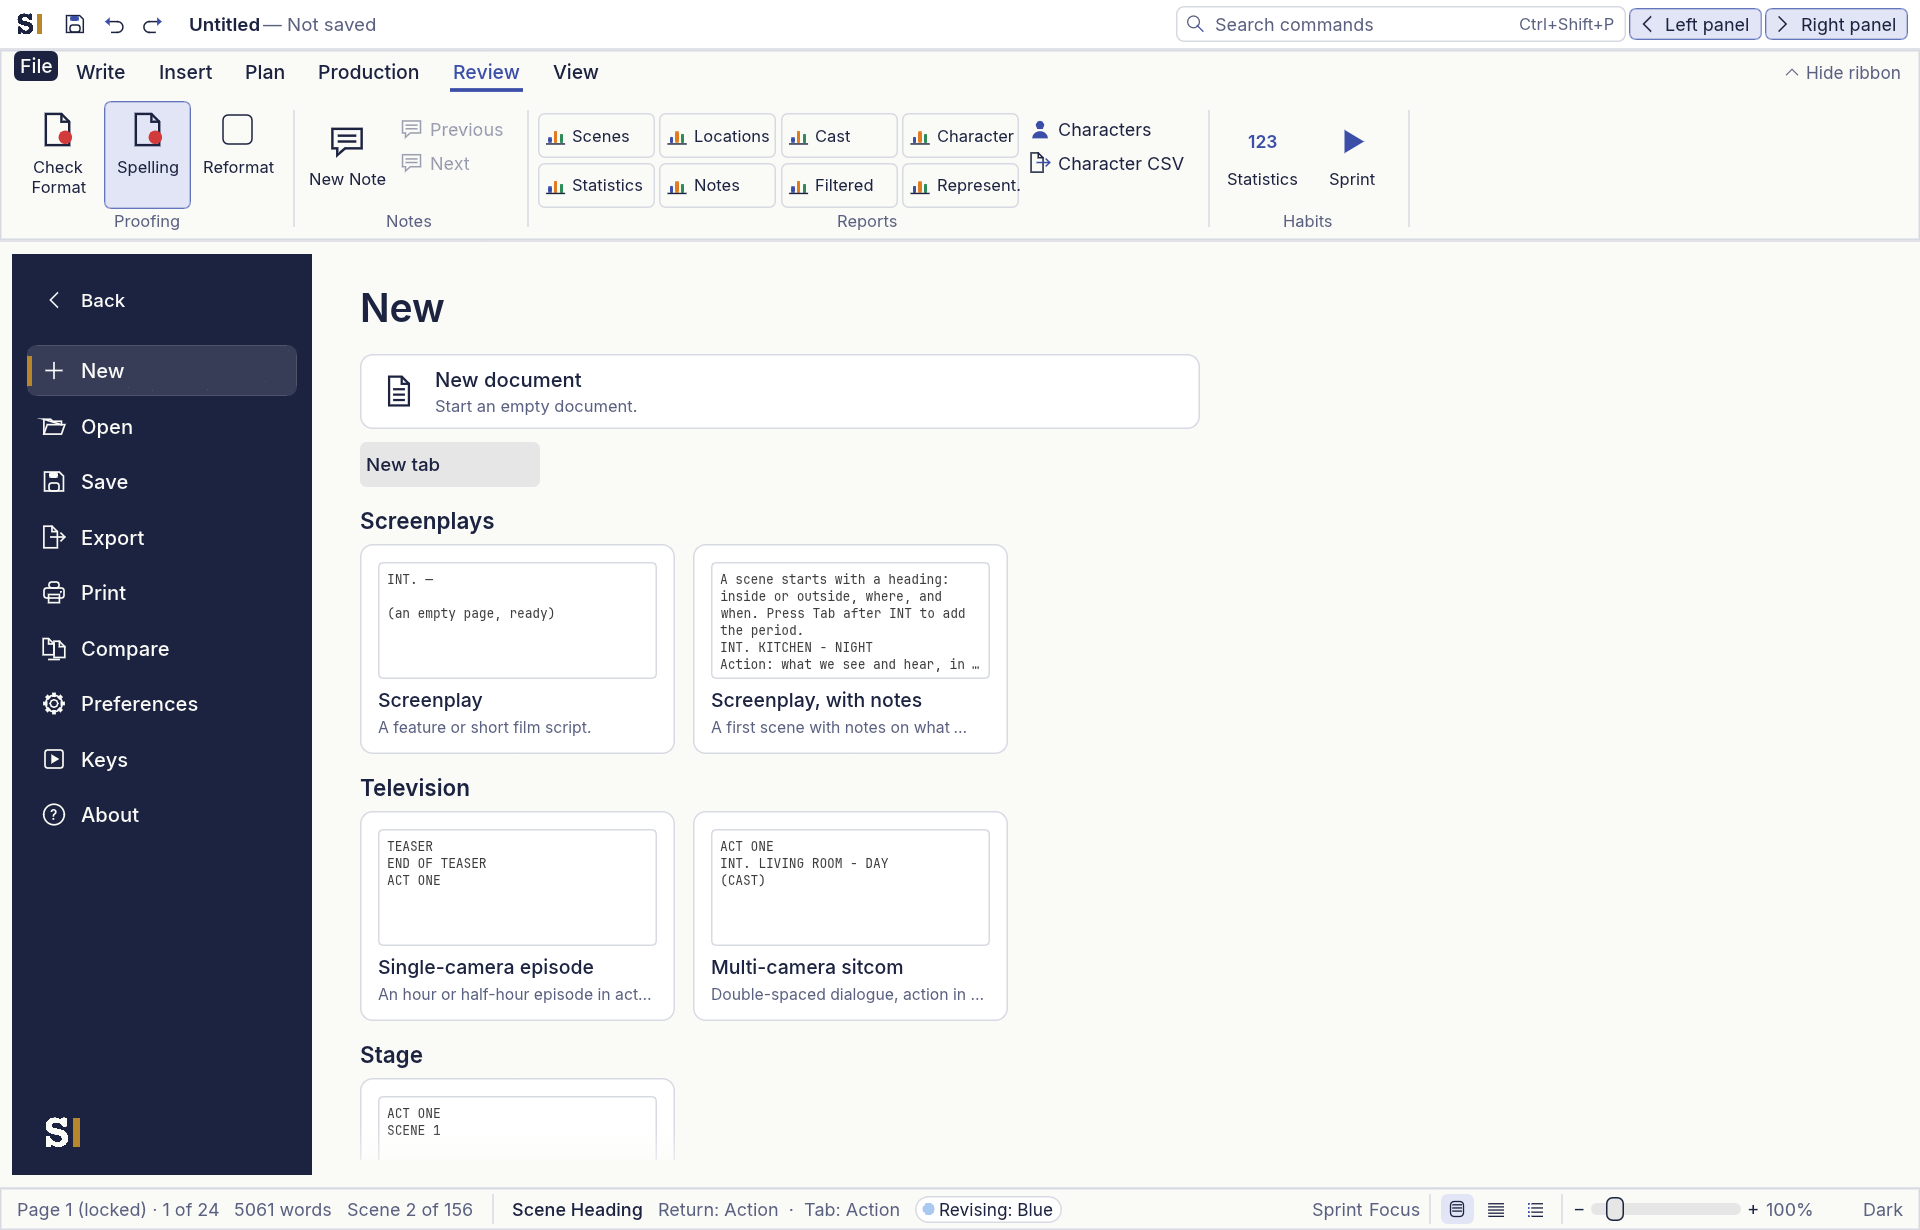 SI
Untitled — Not saved
Search commands Ctrl+Shift+P
Left panel
Right panel
File Write Insert Plan Production Review View
Hide ribbon
Check Format
Spelling
Reformat
Proofing
New Note
Previous
Next
Notes
Scenes Locations Cast Character
Statistics Notes Filtered Represent.
Characters
Character CSV
Reports
123
Statistics
Sprint
Habits
Back
New
Open
Save
Export
Print
Compare
Preferences
Keys
About
SI
New
New document
Start an empty document.
New tab
Screenplays
INT. —
(an empty page, ready)
Screenplay
A feature or short film script.
A scene starts with a heading:
inside or outside, where, and
when. Press Tab after INT to add
the period.
INT. KITCHEN - NIGHT
Action: what we see and hear, in …
Screenplay, with notes
A first scene with notes on what …
Television
TEASER
END OF TEASER
ACT ONE
Single-camera episode
An hour or half-hour episode in act…
ACT ONE
INT. LIVING ROOM - DAY
(CAST)
Multi-camera sitcom
Double-spaced dialogue, action in …
Stage
ACT ONE
SCENE 1
Page 1 (locked) · 1 of 24 5061 words Scene 2 of 156 Scene Heading Return: Action · Tab: Action Revising: Blue Sprint Focus − + 100% Dark